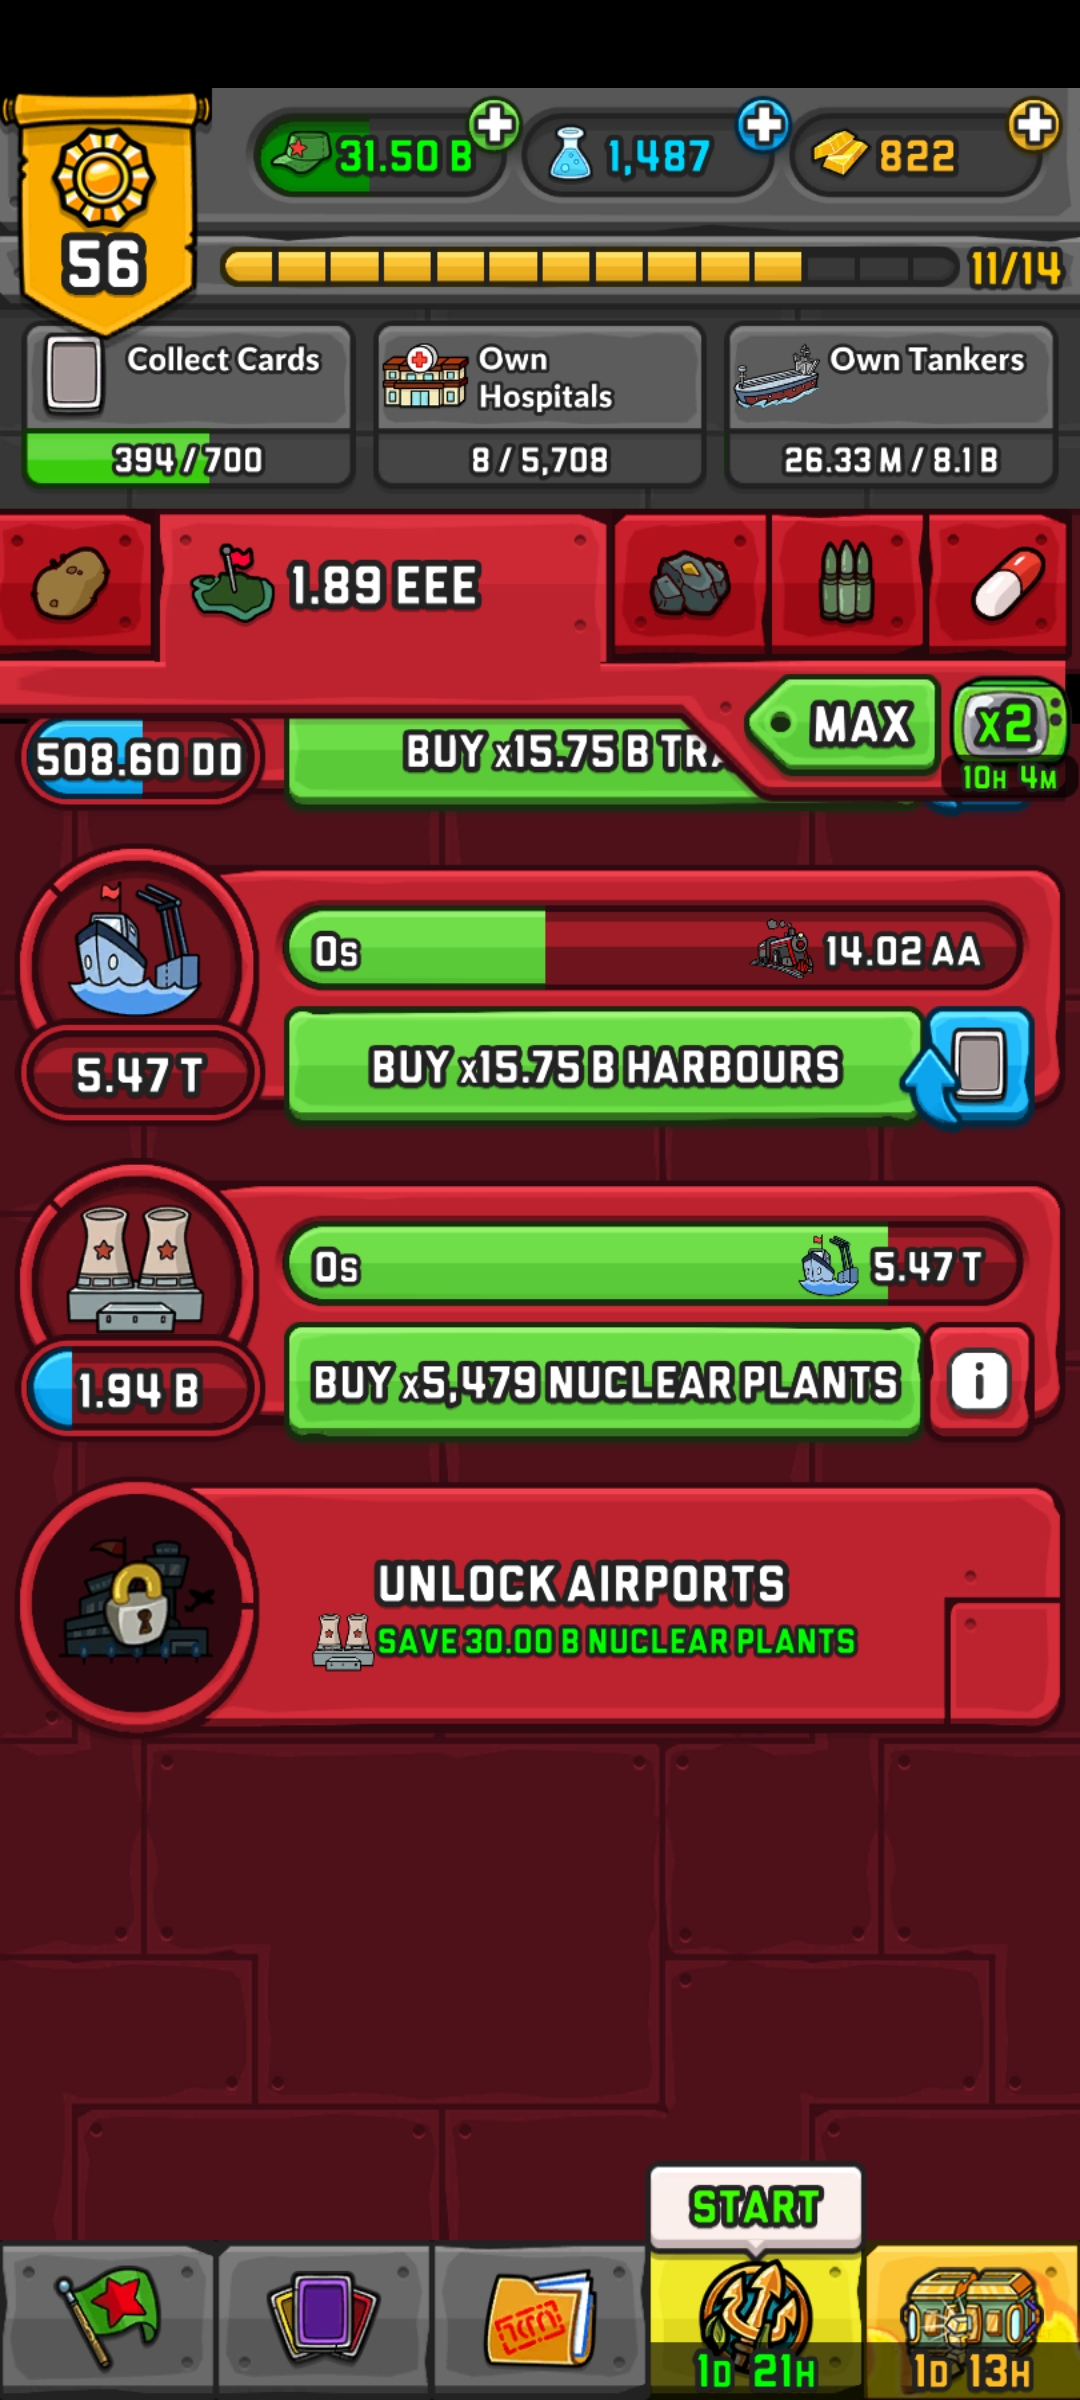 31.50 B
1,487
822
56
11/14
Collect Cards
394/700
Own
Hospitals
8/5,708
Own Tankers
26.33 M/8.1 B
1.89 EEE
MAX
x2
10H 4M
508.60 DD
BUY x15.75 B
0s
14.02 AA
5.47 T
BUY x15.75 B HARBOURS
0s
5.47 T
1.94 B
BUY x5,479 NUCLEAR PLANTS
i
UNLOCK AIRPORTS
SAVE 30.00 B NUCLEAR PLANTS
START
1D 21H
1D 13H